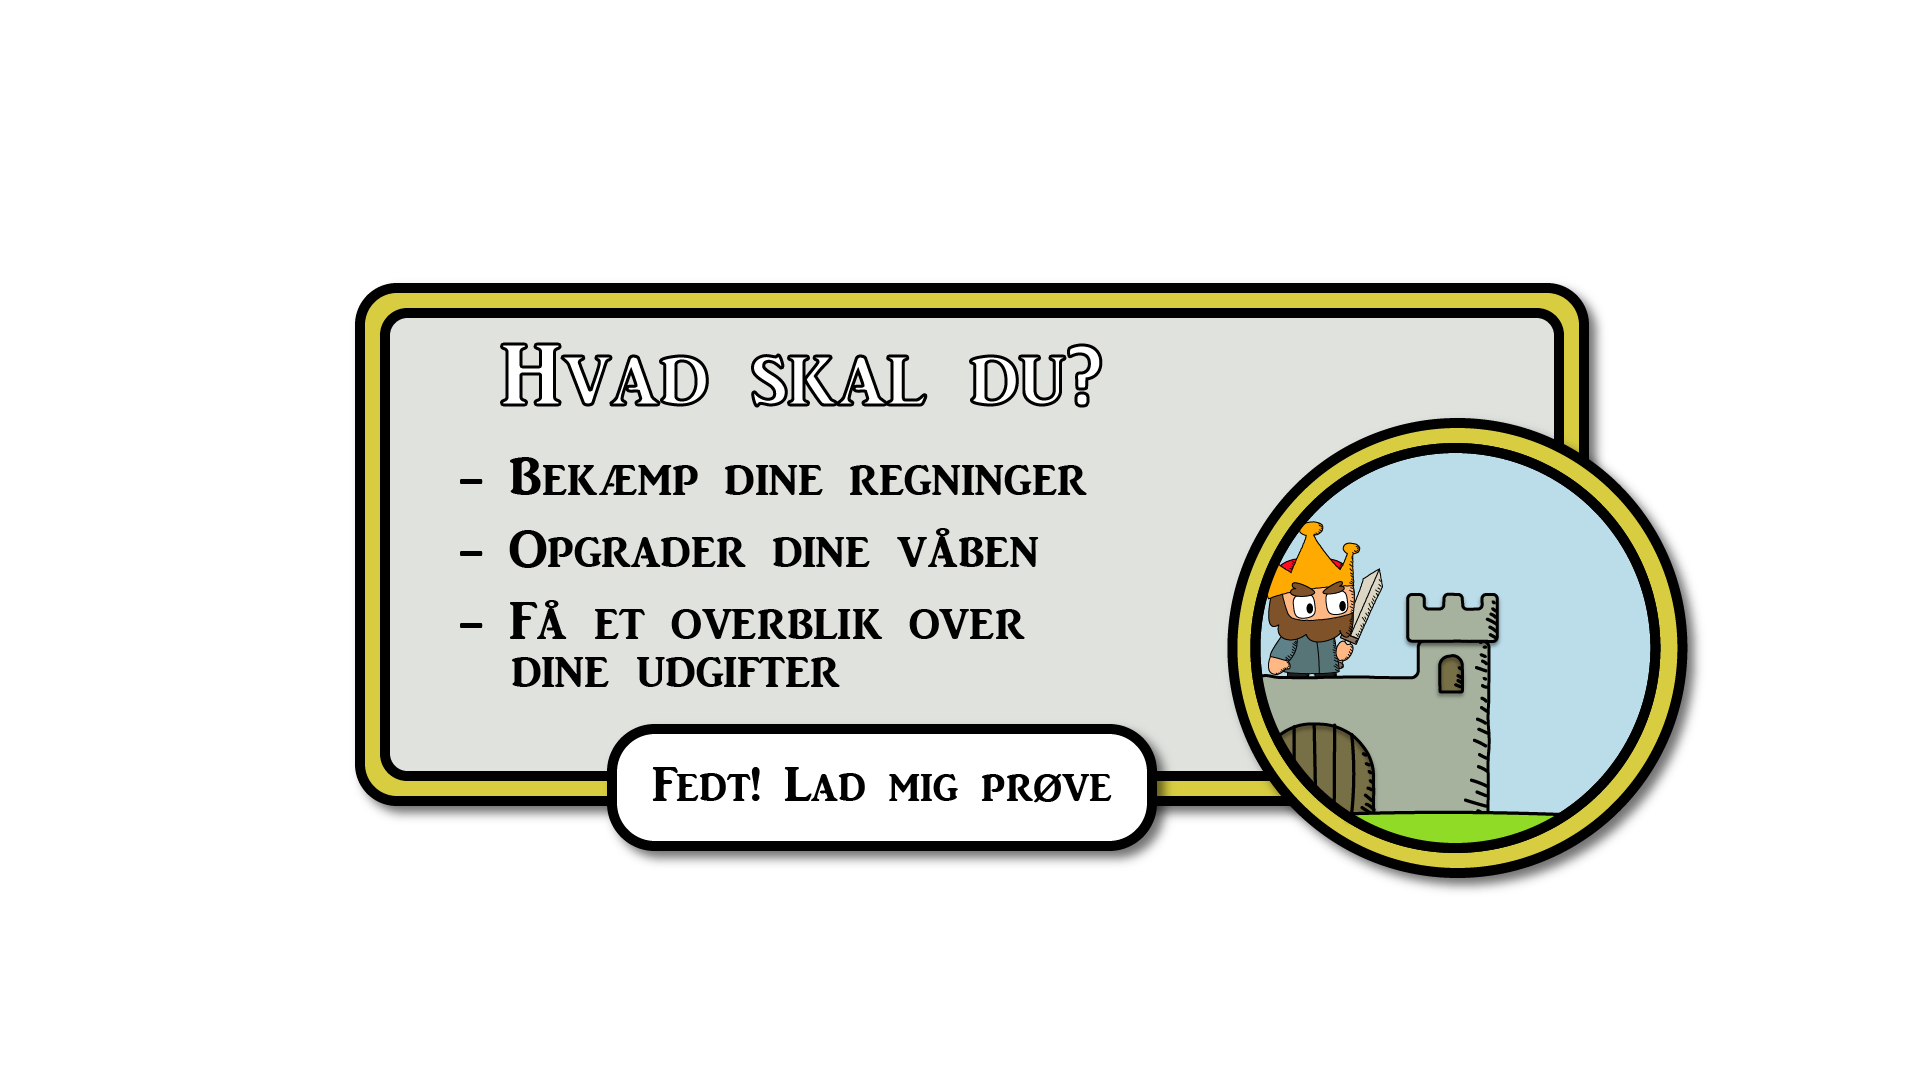 Hvad skal du?
- Bekæmp dine regninger
- Opgrader dine våben
- Få et overblik over
dine udgifter
Fedt! Lad mig prøve